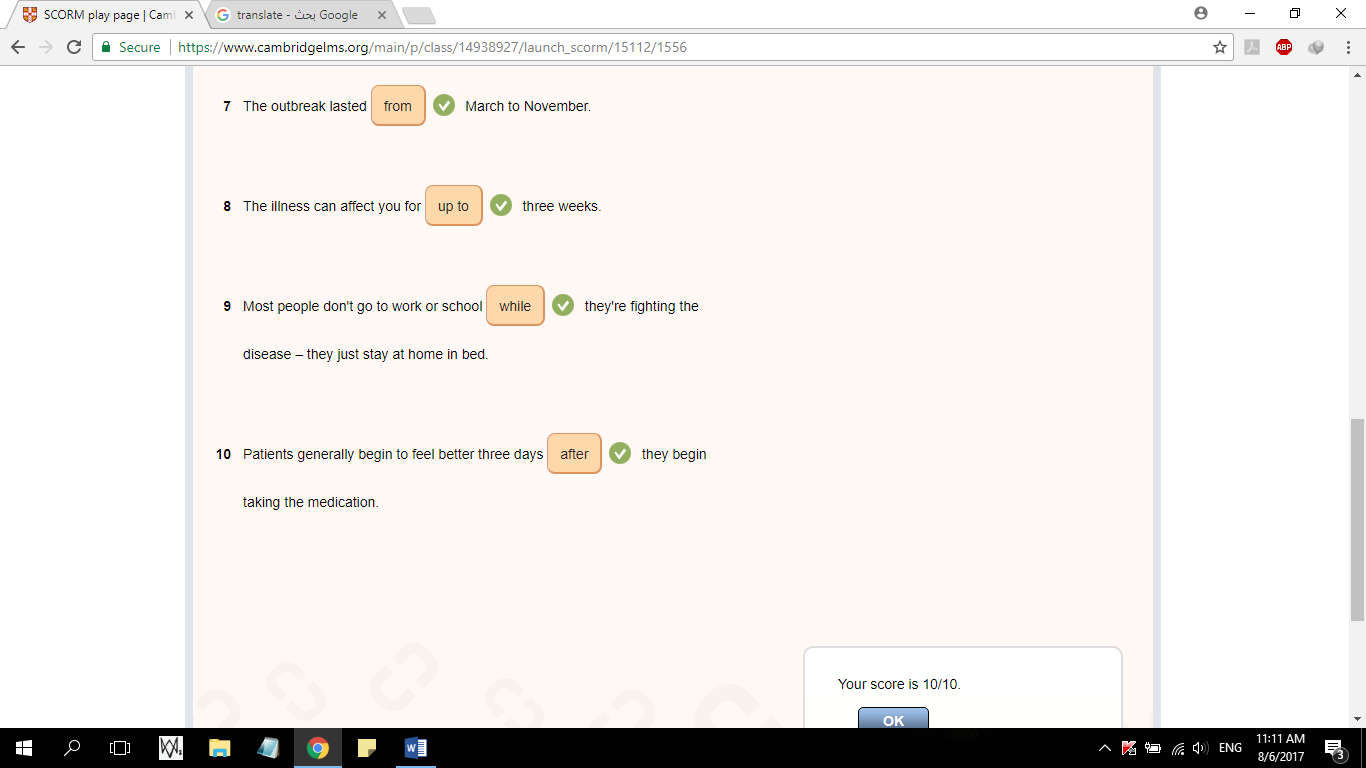 SCORM play page | Cam
translate - بحث Google
Secure https://www.cambridgelms.org/main/p/class/14938927/launch_scorm/15112/1556
ABP
7 The outbreak lasted from March to November.
8 The illness can affect you for up to three weeks.
9 Most people don't go to work or school while they're fighting the
disease – they just stay at home in bed.
10 Patients generally begin to feel better three days after they begin
taking the medication.
Your score is 10/10.
OK
ENG
11:11 AM
8/6/2017
3